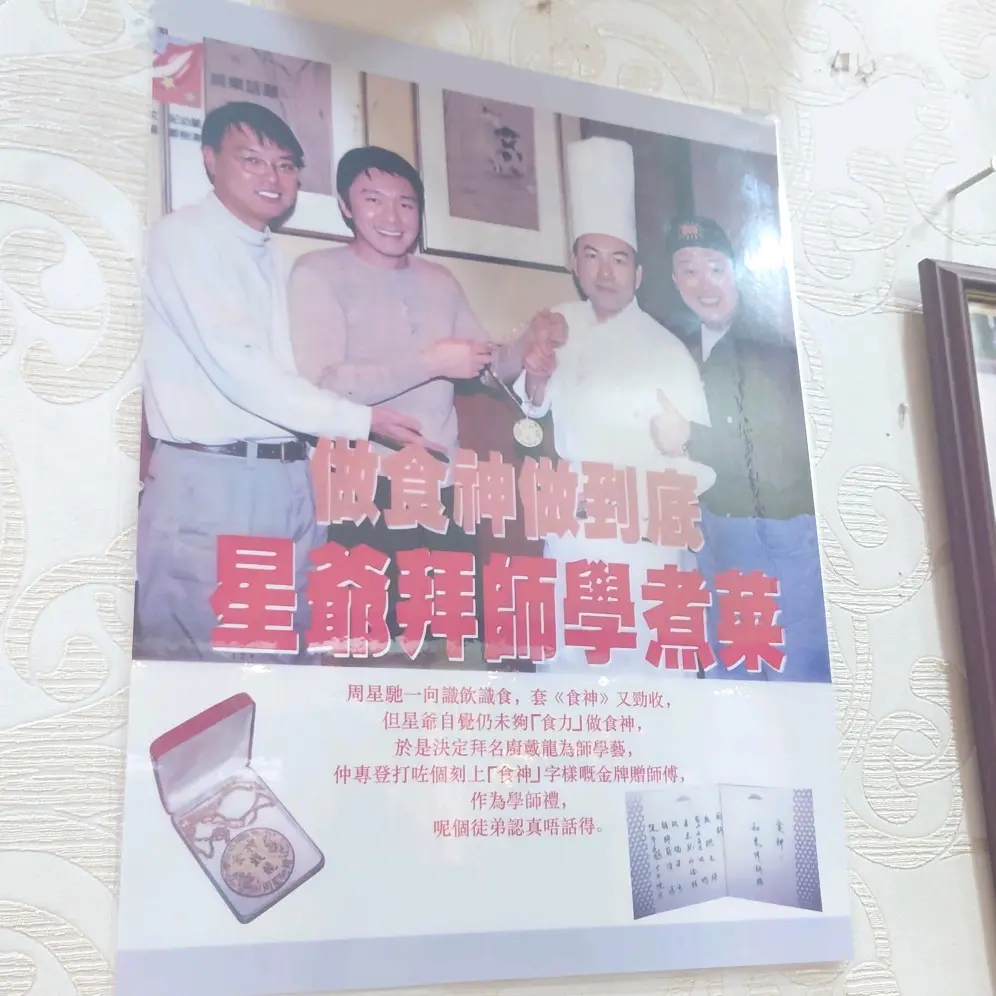 做食神做到底
星爺拜師學煮菜
周星馳一向識飲識食，套《食神》又勁收，
但星爺自覺仍未夠「食力」做食神，
於是決定拜名廚戴龍為師學藝，
仲專登打咗個刻上「食神」字樣嘅金牌贈師傅，
作為學師禮，
呢個徒弟認真唔話得。